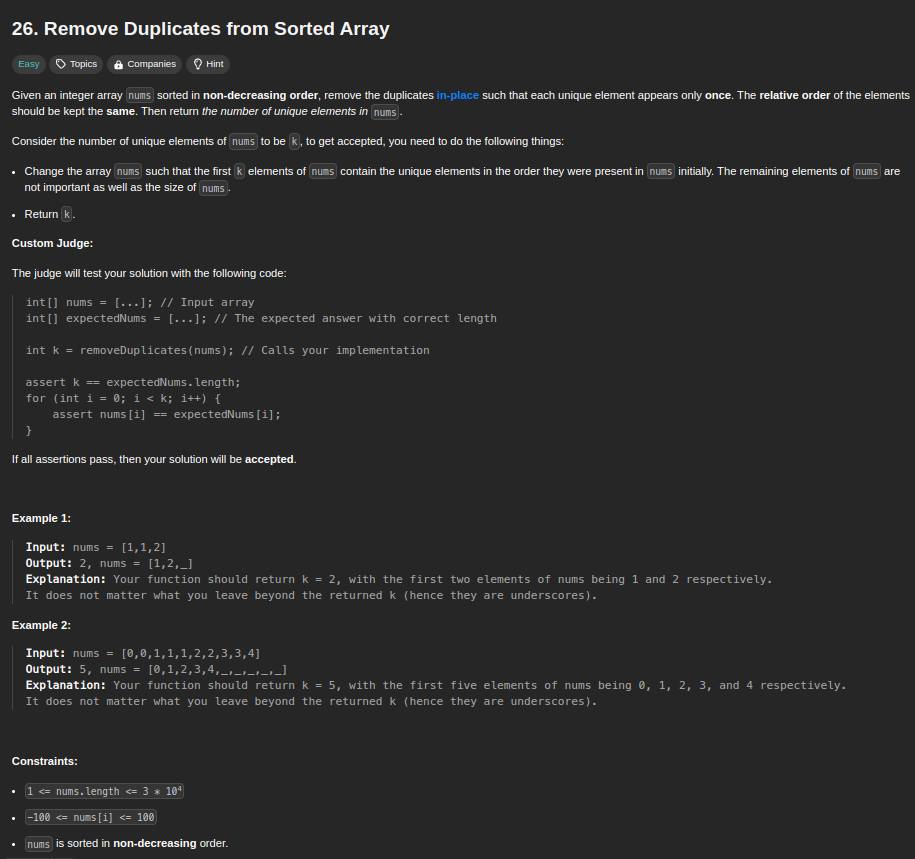 26. Remove Duplicates from Sorted Array
Easy Topics Companies Hint
Given an integer array nums sorted in non-decreasing order, remove the duplicates in-place such that each unique element appears only once. The relative order of the elements
should be kept the same. Then return the number of unique elements in nums.
Consider the number of unique elements of nums to be k, to get accepted, you need to do the following things:
• Change the array nums such that the first k elements of nums contain the unique elements in the order they were present in nums initially. The remaining elements of nums are
not important as well as the size of nums.
• Return k.
Custom Judge:
The judge will test your solution with the following code:
int[] nums = [...]; // Input array
int[] expectedNums = [...]; // The expected answer with correct length
int k = removeDuplicates(nums); // Calls your implementation
assert k == expectedNums.length;
for (int i = 0; i < k; i++) {
    assert nums[i] == expectedNums[i];
}
If all assertions pass, then your solution will be accepted.
Example 1:
Input: nums = [1,1,2]
Output: 2, nums = [1,2,_]
Explanation: Your function should return k = 2, with the first two elements of nums being 1 and 2 respectively.
It does not matter what you leave beyond the returned k (hence they are underscores).
Example 2:
Input: nums = [0,0,1,1,1,2,2,3,3,4]
Output: 5, nums = [0,1,2,3,4,_,_,_,_,_]
Explanation: Your function should return k = 5, with the first five elements of nums being 0, 1, 2, 3, and 4 respectively.
It does not matter what you leave beyond the returned k (hence they are underscores).
Constraints:
• 1 <= nums.length <= 3 * 10⁴
• -100 <= nums[i] <= 100
• nums is sorted in non-decreasing order.